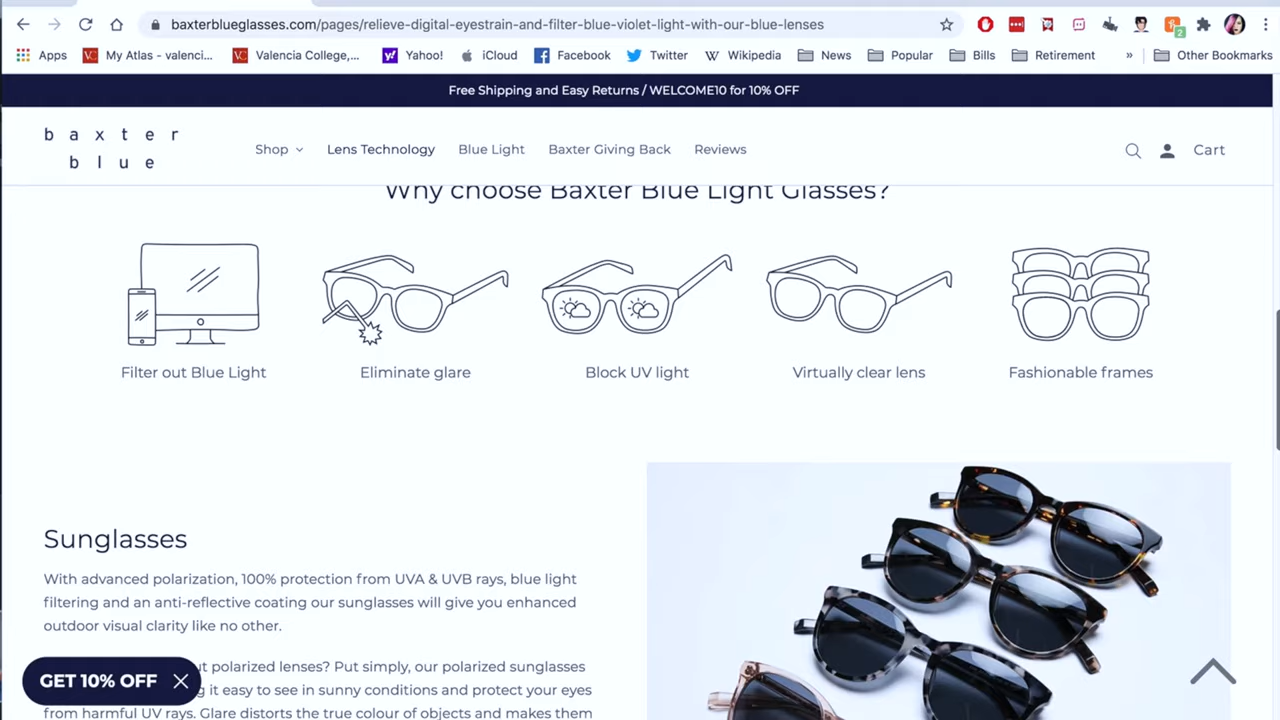 baxterblueglasses.com/pages/relieve-digital-eyestrain-and-filter-blue-violet-light-with-our-blue-lenses
2
Apps My Atlas - valenci... Valencia College,... Yahoo! iCloud Facebook Twitter Wikipedia News Popular Bills Retirement » Other Bookmarks
Free Shipping and Easy Returns / WELCOME10 for 10% OFF
baxter
blue
Shop Lens Technology Blue Light Baxter Giving Back Reviews Cart
Why choose Baxter Blue Light Glasses?
Filter out Blue Light Eliminate glare Block UV light Virtually clear lens Fashionable frames
Sunglasses
With advanced polarization, 100% protection from UVA & UVB rays, blue light
filtering and an anti-reflective coating our sunglasses will give you enhanced
outdoor visual clarity like no other.
polarized lenses? Put simply, our polarized sunglasses
GET 10% OFF
it easy to see in sunny conditions and protect your eyes
from harmful UV rays. Glare distorts the true colour of objects and makes them